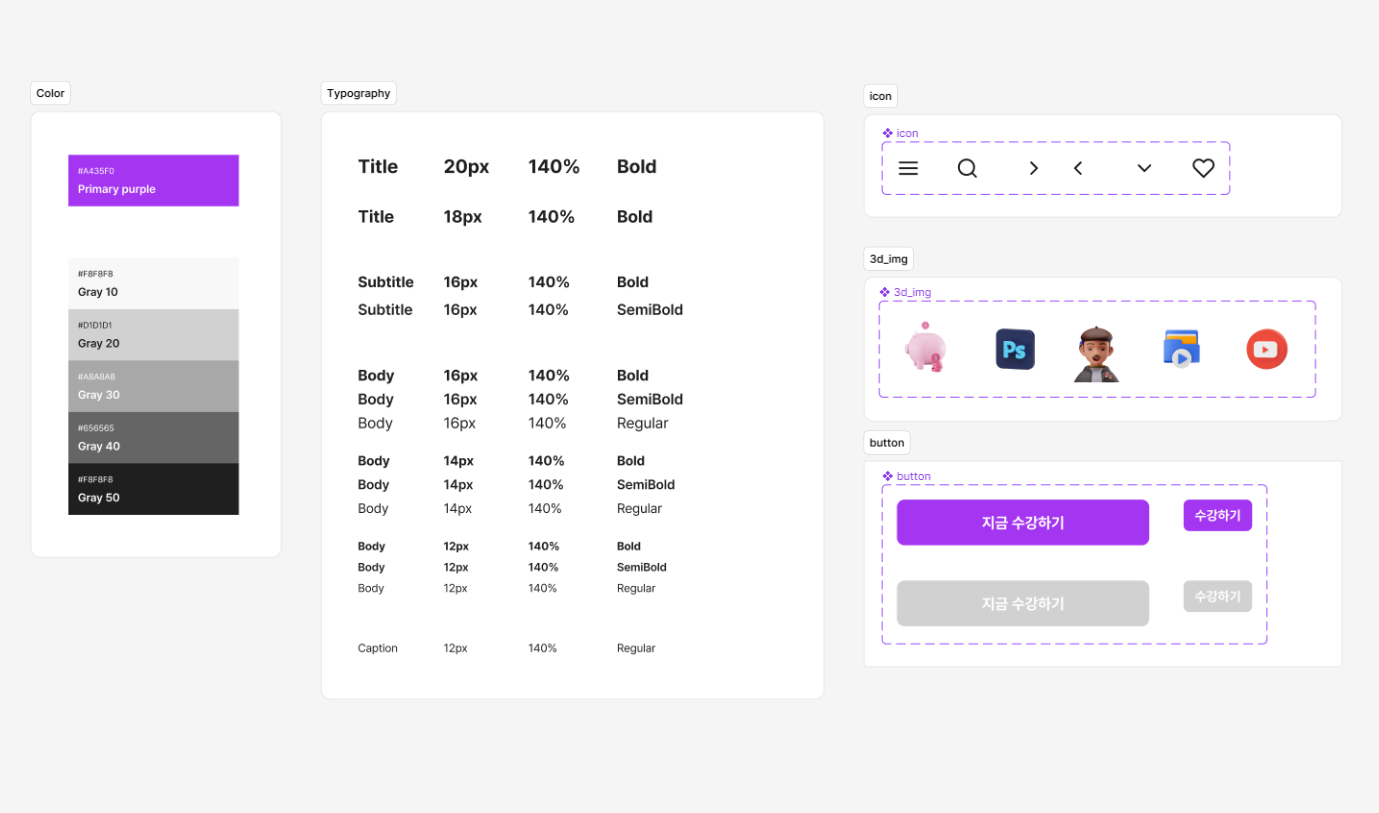 Color
#A435F0
Primary purple
#F8F8F8
Gray 10
#D1D1D1
Gray 20
#A8A8A8
Gray 30
#656565
Gray 40
#F8F8F8
Gray 50
Typography
Title 20px 140% Bold
Title 18px 140% Bold
Subtitle 16px 140% Bold
Subtitle 16px 140% SemiBold
Body 16px 140% Bold
Body 16px 140% SemiBold
Body 16px 140% Regular
Body 14px 140% Bold
Body 14px 140% SemiBold
Body 14px 140% Regular
Body 12px 140% Bold
Body 12px 140% SemiBold
Body 12px 140% Regular
Caption 12px 140% Regular
icon
icon
3d_img
3d_img
Ps
button
button
지금 수강하기
수강하기
지금 수강하기
수강하기